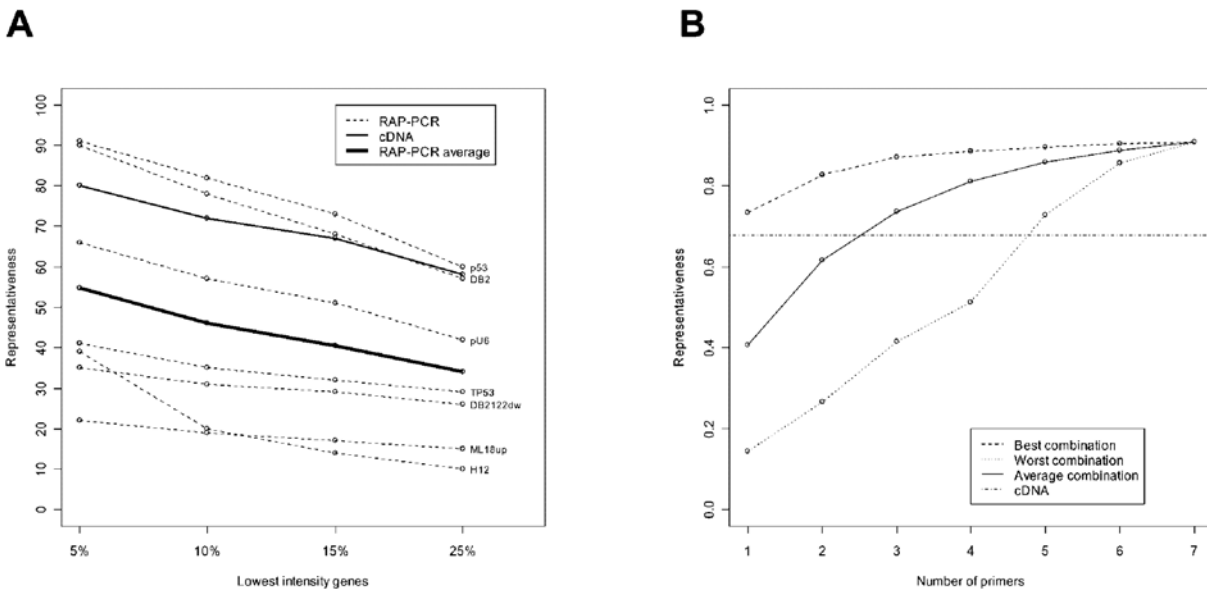 A
B
100
90
80
70
60
50
40
30
20
10
0
Representativeness
RAP-PCR
cDNA
RAP-PCR average
p53
DB2
pU6
TP53
DB2122dw
ML18up
H12
5%
10%
15%
25%
Lowest intensity genes
1.0
0.8
0.6
0.4
0.2
0.0
Representativeness
Best combination
Worst combination
Average combination
cDNA
1
2
3
4
5
6
7
Number of primers